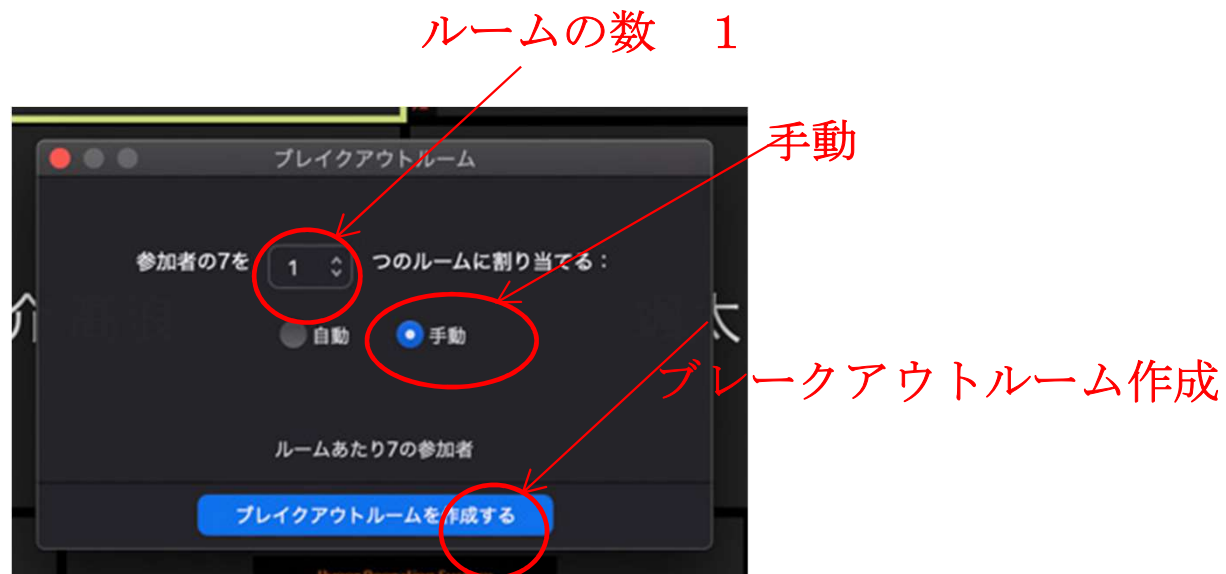 ルームの数　１
手動
ブレイクアウトルーム
参加者の7を 1 つのルームに割り当てる：
自動 手動
太
ブレークアウトルーム作成
ルームあたり7の参加者
ブレイクアウトルームを作成する